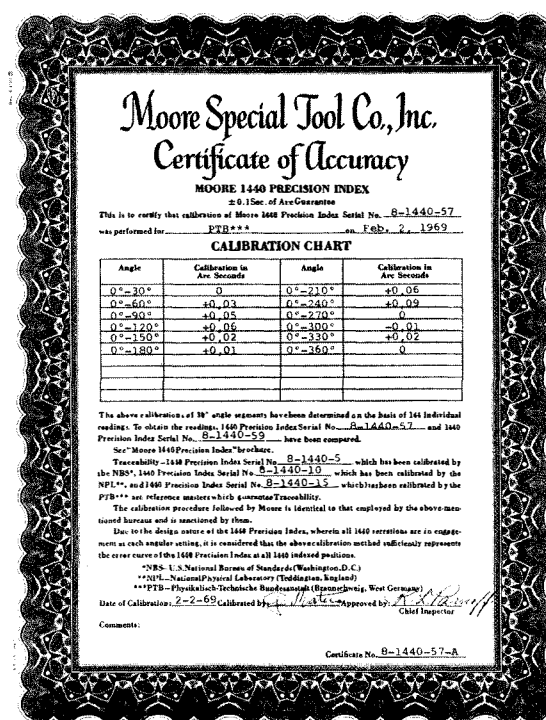 Moore Special Tool Co., Inc.
Certificate of Accuracy
MOORE 1440 PRECISION INDEX
± 0.1 Sec. of Arc Guarantee
This is to certify that calibration of Moore 1440 Precision Index Serial No. 8-1440-57
was performed for PTB*** on Feb. 2, 1969
CALIBRATION CHART
Angle Calibration in Arc Seconds Angle Calibration in Arc Seconds
0°-30° 0 0°-210° +0.06
0°-60° +0.03 0°-240° +0.09
0°-90° +0.05 0°-270° 0
0°-120° +0.06 0°-300° -0.01
0°-150° +0.02 0°-330° +0.02
0°-180° +0.01 0°-360° 0
The above calibrations of 30° angle segments have been determined on the basis of 144 individual
readings. To obtain the readings, 1440 Precision Index Serial No. 8-1440-57 and 1440
Precision Index Serial No. 8-1440-59 have been compared.
See "Moore 1440 Precision Index" brochure.
Traceability-1440 Precision Index Serial No. 8-1440-5 which has been calibrated by
the NBS*, 1440 Precision Index Serial No. 8-1440-10 which has been calibrated by the
NPL**, and 1440 Precision Index Serial No. 8-1440-15 which has been calibrated by the
PTB*** are reference masters which guarantee Traceability.
The calibration procedure followed by Moore is identical to that employed by the above-men-
tioned bureaus and is sanctioned by them.
Due to the design nature of the 1440 Precision Index, wherein all 1440 serrations are in engage-
ment at each angular setting, it is considered that the above calibration method sufficiently represents
the error curve of the 1440 Precision Index at all 1440 indexed positions.
*NBS- U.S. National Bureau of Standards (Washington, D.C.)
**NPL-National Physical Laboratory (Teddington, England)
***PTB-Physikalisch-Technische Bundesanstalt (Braunschweig, West Germany)
Date of Calibration: 2-2-69 Calibrated by: Approved by:
Chief Inspector
Comments:
Certificate No. 8-1440-57-A